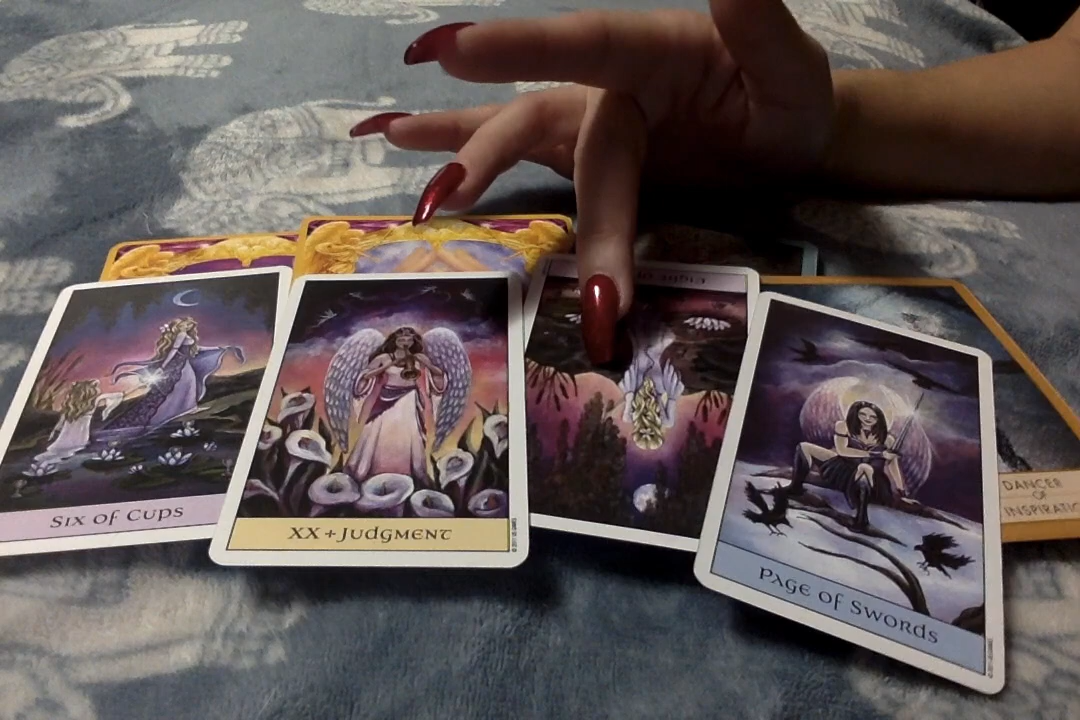 Six of Cups
XX + Judgment
Page of Swords
DANCER
OF
INSPIRATIO